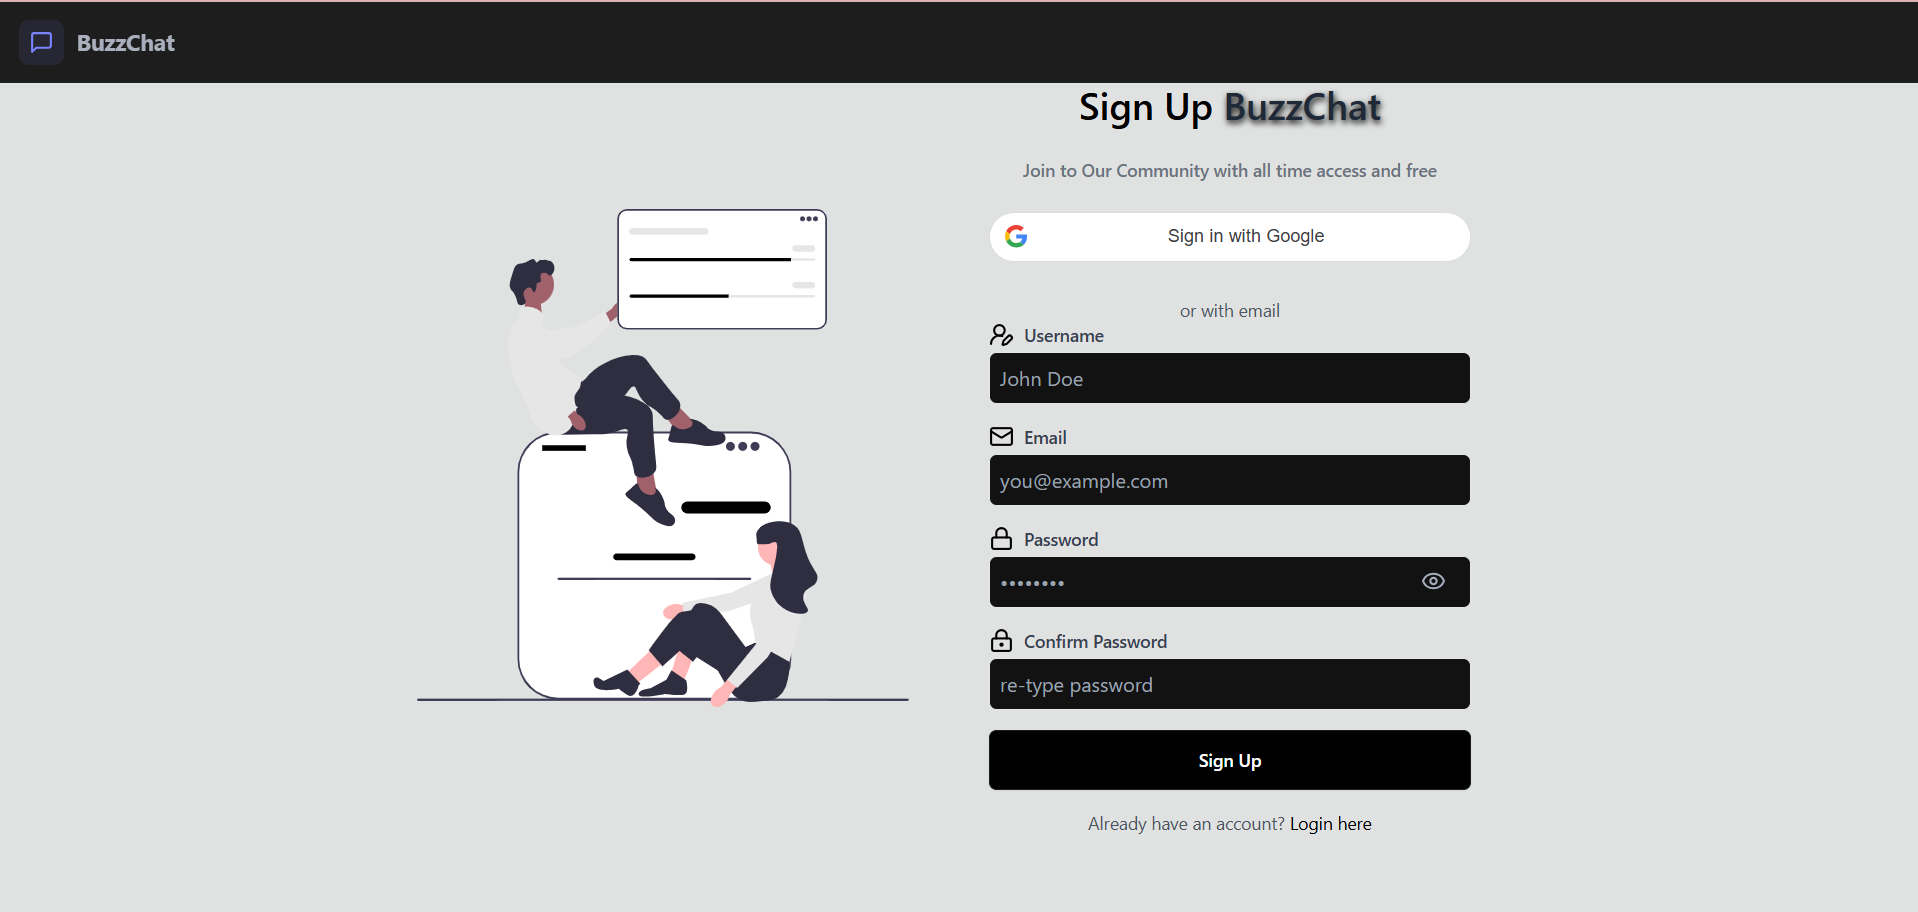 BuzzChat
Sign Up BuzzChat
Join to Our Community with all time access and free
Sign in with Google
or with email
Username
John Doe
Email
you@example.com
Password
••••••••
Confirm Password
re-type password
Sign Up
Already have an account? Login here